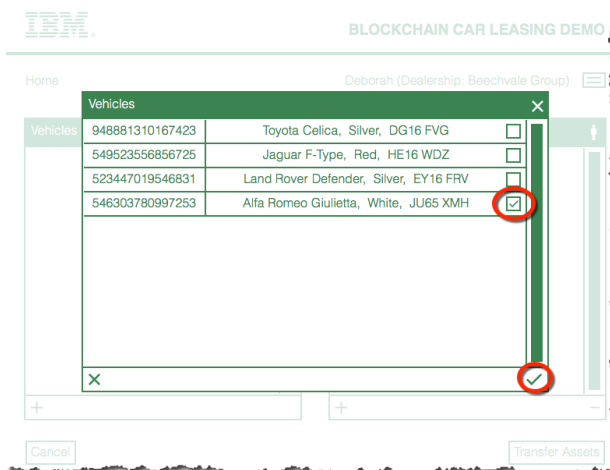 IBM.
BLOCKCHAIN CAR LEASING DEMO
Home
Deborah (Dealership: Beechvale Group)
Vehicles
Vehicles
948881310167423 Toyota Celica, Silver, DG16 FVG
549523556856725 Jaguar F-Type, Red, HE16 WDZ
523447019546831 Land Rover Defender, Silver, EY16 FRV
546303780997253 Alfa Romeo Giulietta, White, JU65 XMH
Cancel
Transfer Assets